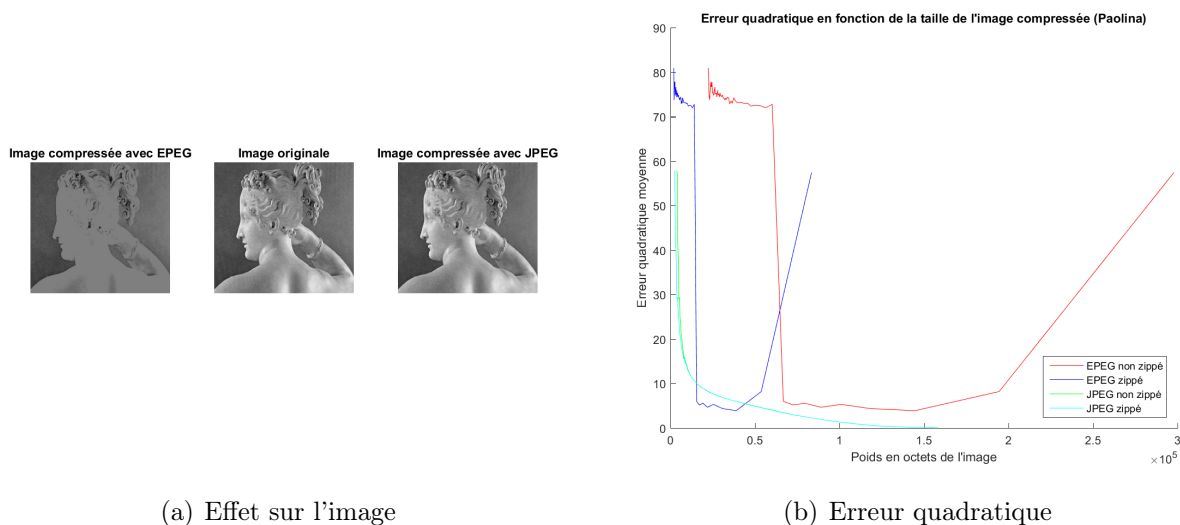 Image compressée avec EPEG
Image originale
Image compressée avec JPEG
(a) Effet sur l'image
Erreur quadratique en fonction de la taille de l'image compressée (Paolina)
Erreur quadratique moyenne
90
80
70
60
50
40
30
20
10
0
0
0.5
1
1.5
2
2.5
3
×10^5
Poids en octets de l'image
EPEG non zippé
EPEG zippé
JPEG non zippé
JPEG zippé
(b) Erreur quadratique